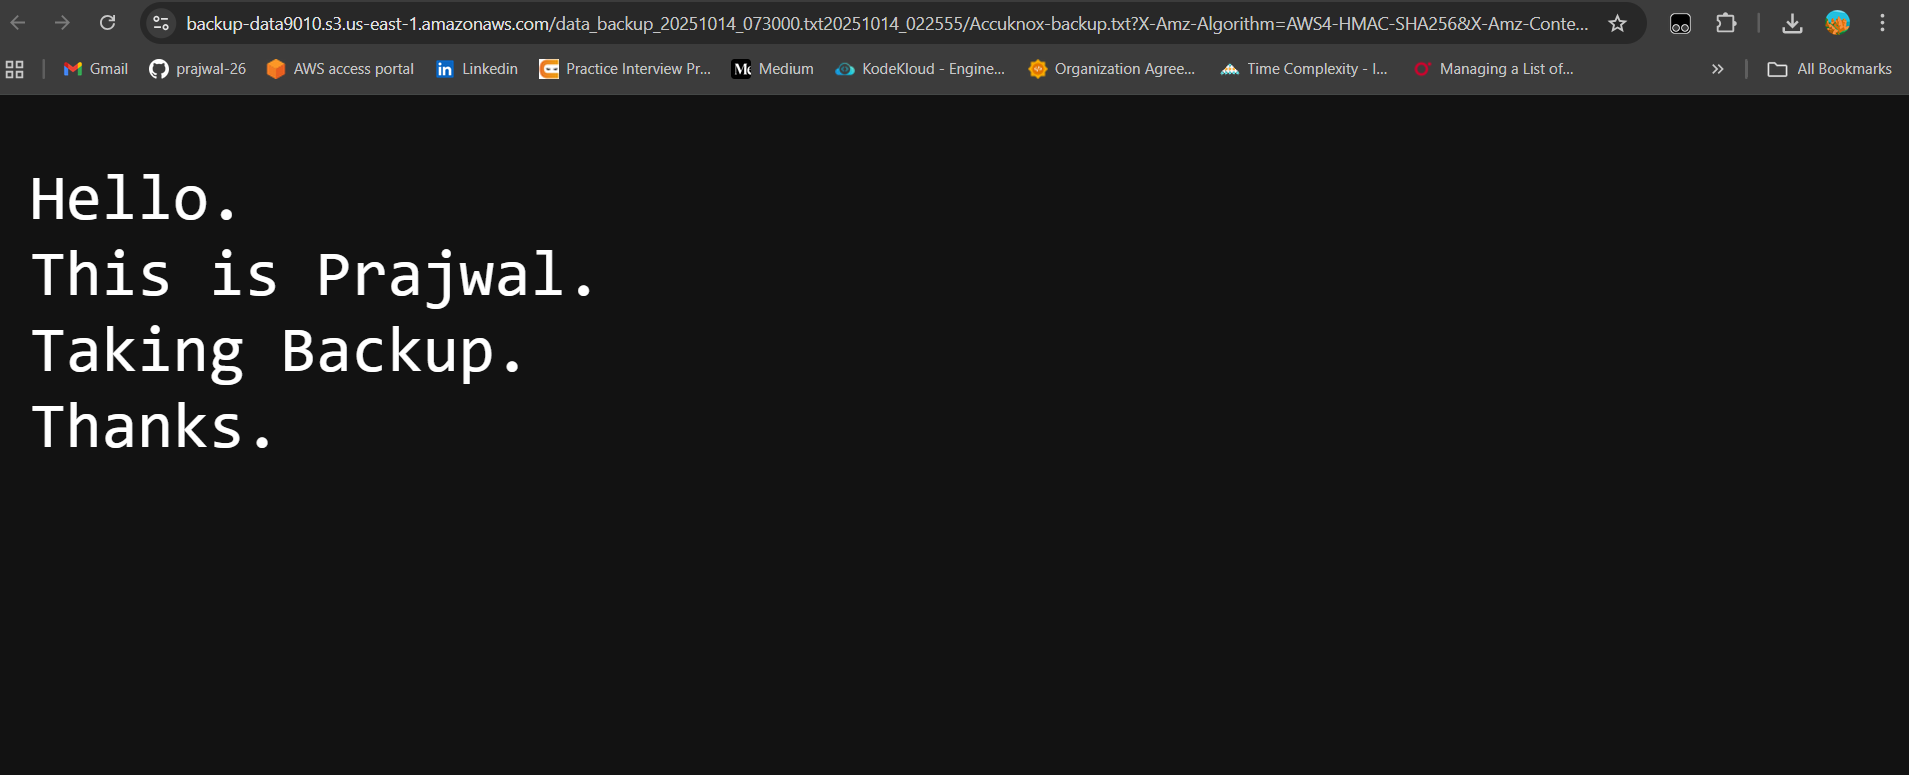 backup-data9010.s3.us-east-1.amazonaws.com/data_backup_20251014_073000.txt20251014_022555/Accuknox-backup.txt?X-Amz-Algorithm=AWS4-HMAC-SHA256&X-Amz-Conte...
Gmail prajwal-26 AWS access portal Linkedin Practice Interview Pr... Medium KodeKloud - Engine... Organization Agree... Time Complexity - I... Managing a List of... » All Bookmarks
Hello.
This is Prajwal.
Taking Backup.
Thanks.